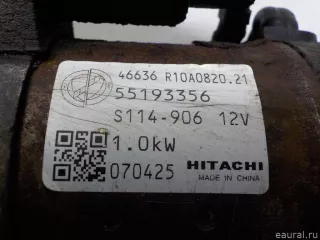 46636 R10A0820.21
55193356
S114-906 12V
1.0kW
070425 HITACHI
MADE IN CHINA
© eaural.ru